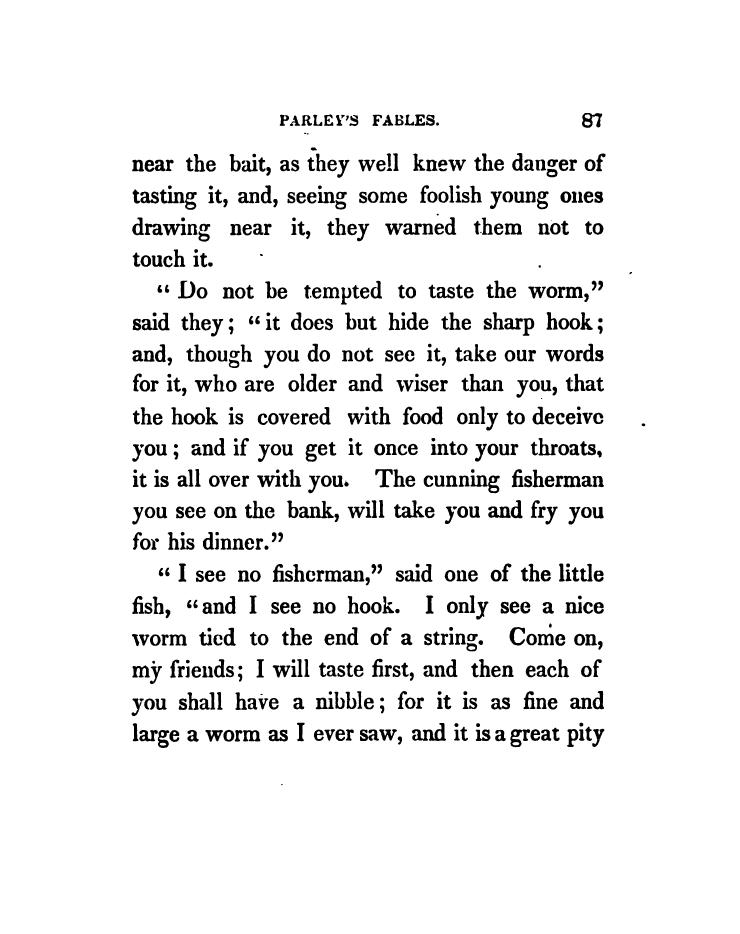 PARLEY'S FABLES. 87
near the bait, as they well knew the danger of
tasting it, and, seeing some foolish young ones
drawing near it, they warned them not to
touch it.
“ Do not be tempted to taste the worm,”
said they; “it does but hide the sharp hook;
and, though you do not see it, take our words
for it, who are older and wiser than you, that
the hook is covered with food only to deceive
you; and if you get it once into your throats,
it is all over with you. The cunning fisherman
you see on the bank, will take you and fry you
for his dinner.”
“ I see no fisherman,” said one of the little
fish, “and I see no hook. I only see a nice
worm tied to the end of a string. Come on,
my friends; I will taste first, and then each of
you shall have a nibble; for it is as fine and
large a worm as I ever saw, and it is a great pity